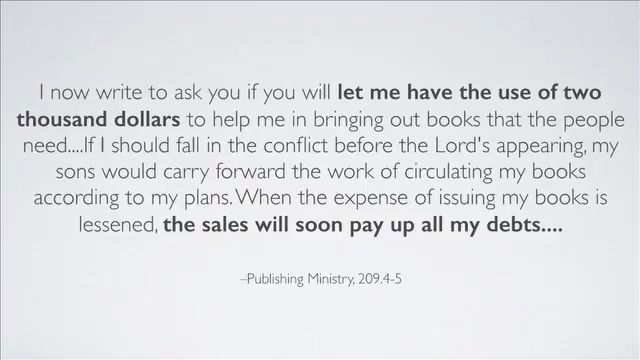 I now write to ask you if you will let me have the use of two
thousand dollars to help me in bringing out books that the people
need....If I should fall in the conflict before the Lord's appearing, my
sons would carry forward the work of circulating my books
according to my plans. When the expense of issuing my books is
lessened, the sales will soon pay up all my debts....
–Publishing Ministry, 209.4-5